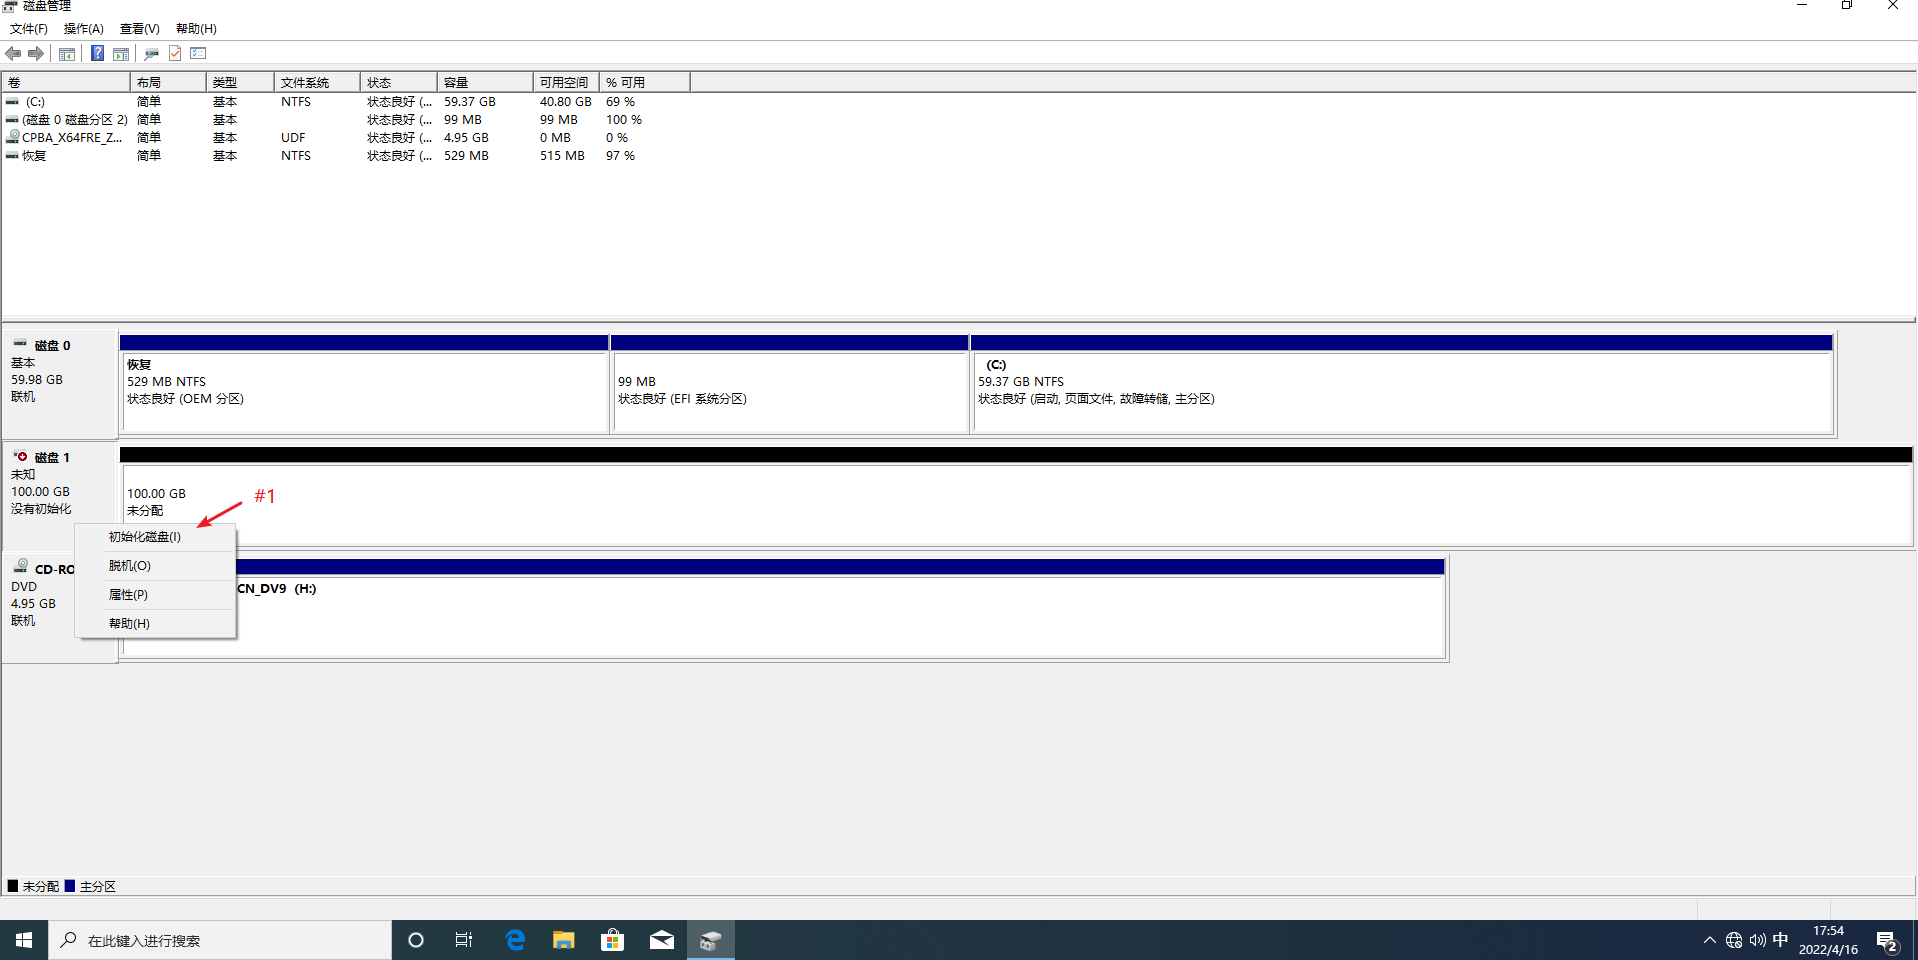 磁盘管理
文件(F) 操作(A) 查看(V) 帮助(H)
卷 布局 类型 文件系统 状态 容量 可用空间 % 可用
(C:) 简单 基本 NTFS 状态良好 (... 59.37 GB 40.80 GB 69 %
(磁盘 0 磁盘分区 2) 简单 基本 状态良好 (... 99 MB 99 MB 100 %
CPBA_X64FRE_Z... 简单 基本 UDF 状态良好 (... 4.95 GB 0 MB 0 %
恢复 简单 基本 NTFS 状态良好 (... 529 MB 515 MB 97 %
磁盘 0
基本
59.98 GB
联机
恢复
529 MB NTFS
状态良好 (OEM 分区)
99 MB
状态良好 (EFI 系统分区)
(C:)
59.37 GB NTFS
状态良好 (启动, 页面文件, 故障转储, 主分区)
磁盘 1
未知
100.00 GB
没有初始化
100.00 GB
未分配
#1
初始化磁盘(I)
脱机(O)
属性(P)
帮助(H)
CD-RO
DVD
4.95 GB
联机
CN_DV9 (H:)
未分配 主分区
在此键入进行搜索
中
17:54
2022/4/16
2